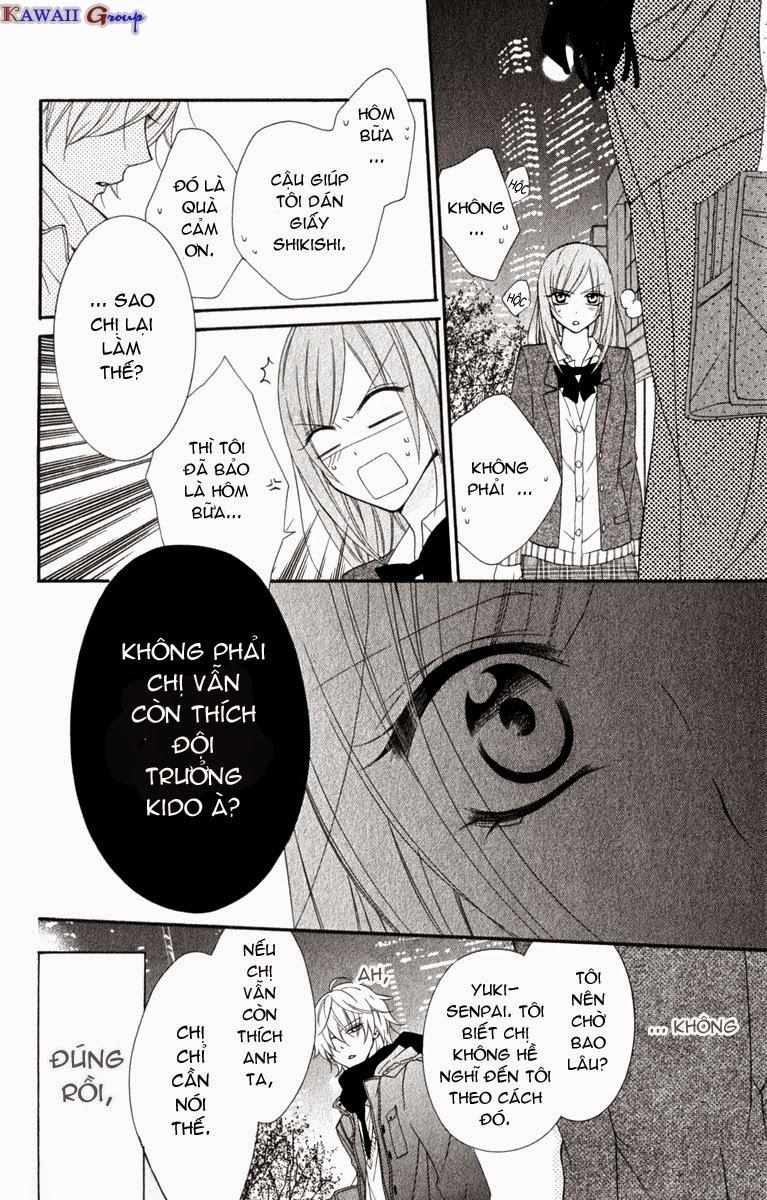 KAWAII Group
KHÔNG
...
HỘC
HỘC
KHÔNG
PHẢI ...
HÔM
BỮA
...
CẬU GIÚP
TÔI DÁN
GIẤY
SHIKISHI.
ĐÓ LÀ
QUÀ
CẢM
ƠN.
... SAO
CHỊ LẠI
LÀM
THẾ?
THÌ TÔI
ĐÃ BẢO
LÀ HÔM
BỮA...
KHÔNG PHẢI
CHỊ VẪN
CÒN THÍCH
ĐỘI
TRƯỞNG
KIDO À?
... KHÔNG
TÔI
NÊN CHỜ
BAO
LÂU?
YUKI-
SENPAI. TÔI
BIẾT CHỊ
KHÔNG HỀ
NGHĨ ĐẾN TÔI
THEO CÁCH
ĐÓ.
AH,
NẾU
CHỊ
VẪN
CÒN
THÍCH
ANH
TA,
CHỊ
CHỈ
CẦN
NÓI
THẾ.
ĐÚNG
RỒI,